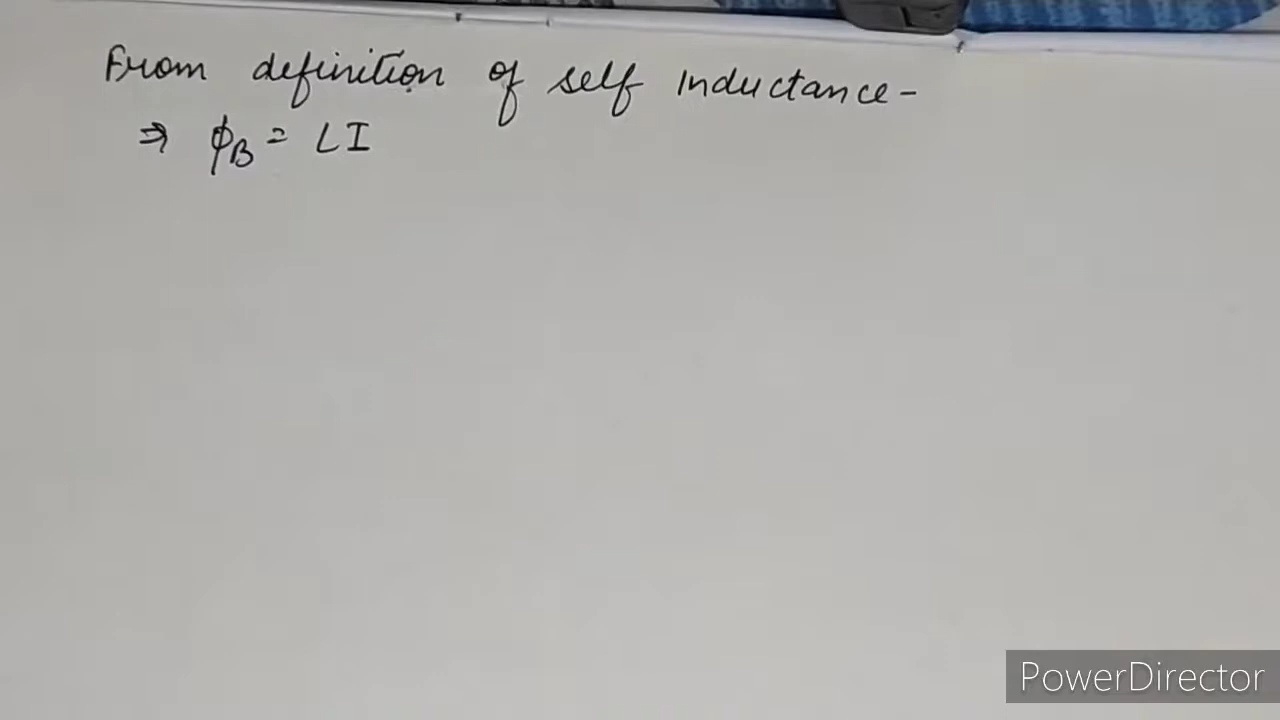 From definition of self Inductance-
⇒ ϕB = LI
PowerDirector